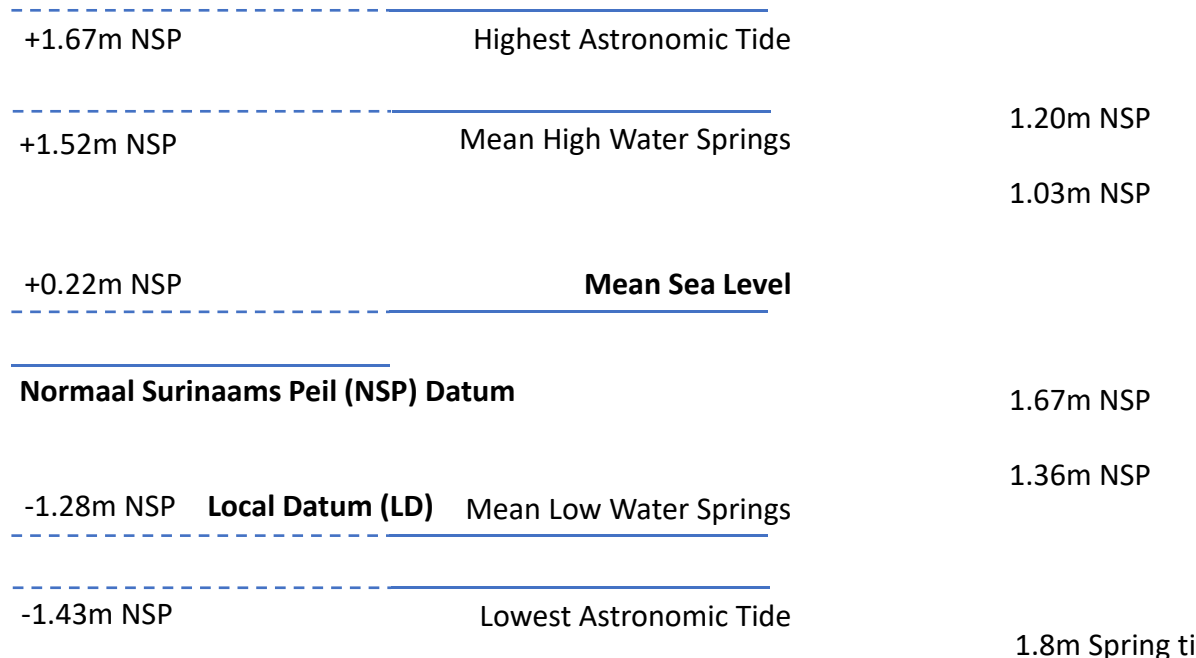 +1.67m NSP Highest Astronomic Tide
+1.52m NSP Mean High Water Springs
1.20m NSP
1.03m NSP
+0.22m NSP Mean Sea Level
Normaal Surinaams Peil (NSP) Datum
1.67m NSP
1.36m NSP
-1.28m NSP Local Datum (LD) Mean Low Water Springs
-1.43m NSP Lowest Astronomic Tide
1.8m Spring